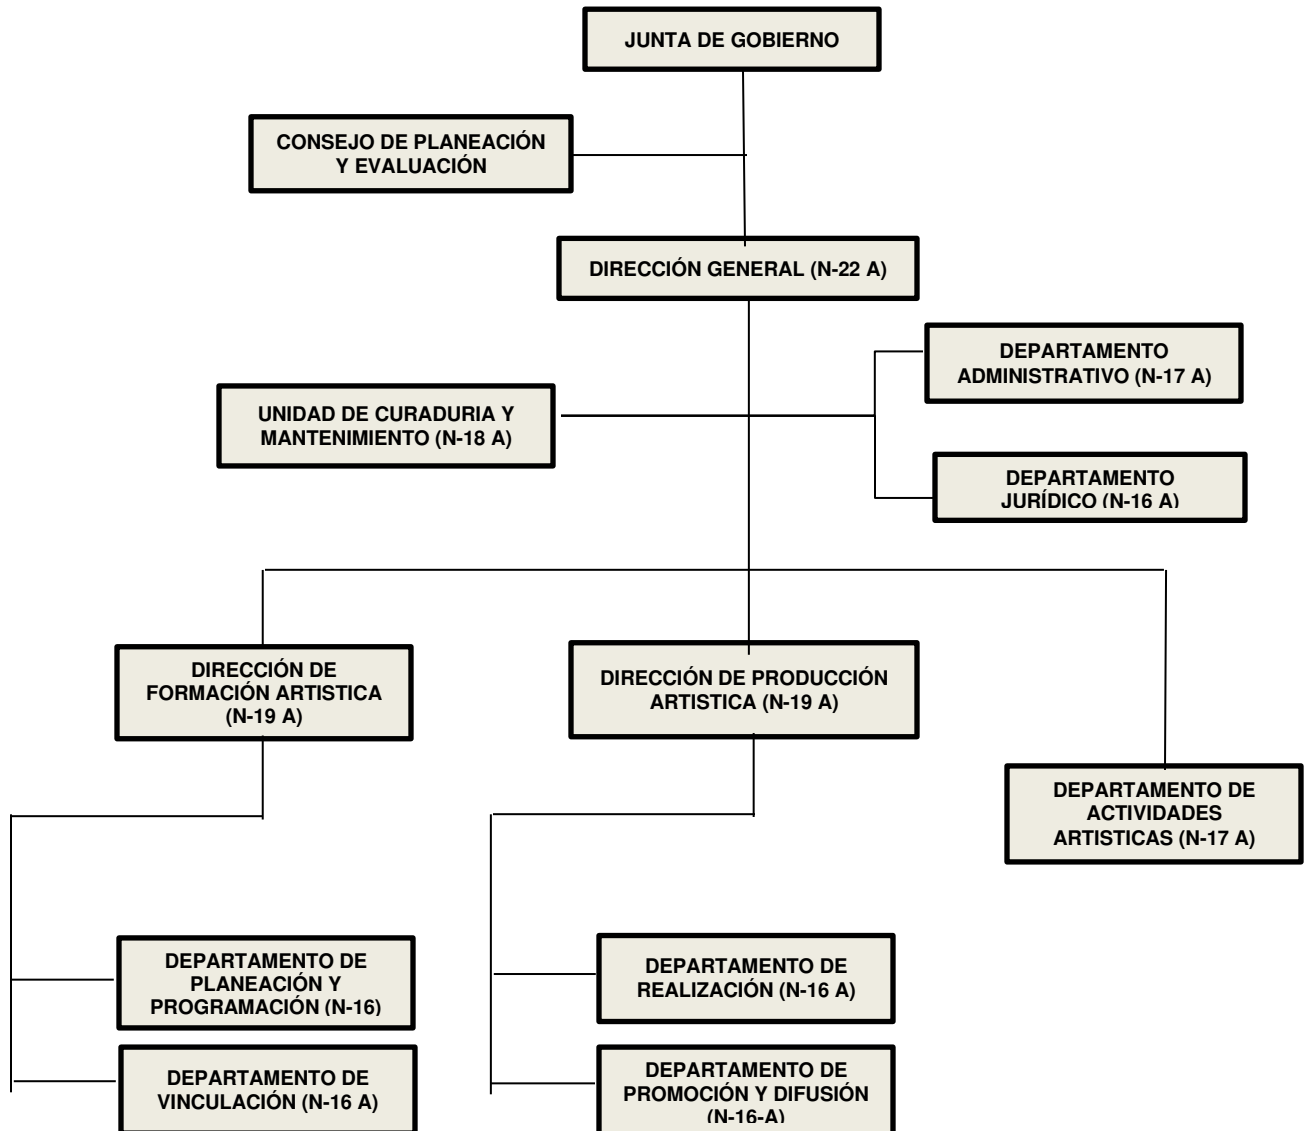 JUNTA DE GOBIERNO
CONSEJO DE PLANEACIÓN
Y EVALUACIÓN
DIRECCIÓN GENERAL (N-22 A)
DEPARTAMENTO
ADMINISTRATIVO (N-17 A)
UNIDAD DE CURADURIA Y
MANTENIMIENTO (N-18 A)
DEPARTAMENTO
JURÍDICO (N-16 A)
DIRECCIÓN DE
FORMACIÓN ARTISTICA
(N-19 A)
DIRECCIÓN DE PRODUCCIÓN
ARTISTICA (N-19 A)
DEPARTAMENTO DE
ACTIVIDADES
ARTISTICAS (N-17 A)
DEPARTAMENTO DE
PLANEACIÓN Y
PROGRAMACIÓN (N-16)
DEPARTAMENTO DE
REALIZACIÓN (N-16 A)
DEPARTAMENTO DE
VINCULACIÓN (N-16 A)
DEPARTAMENTO DE
PROMOCIÓN Y DIFUSIÓN
(N-16-A)